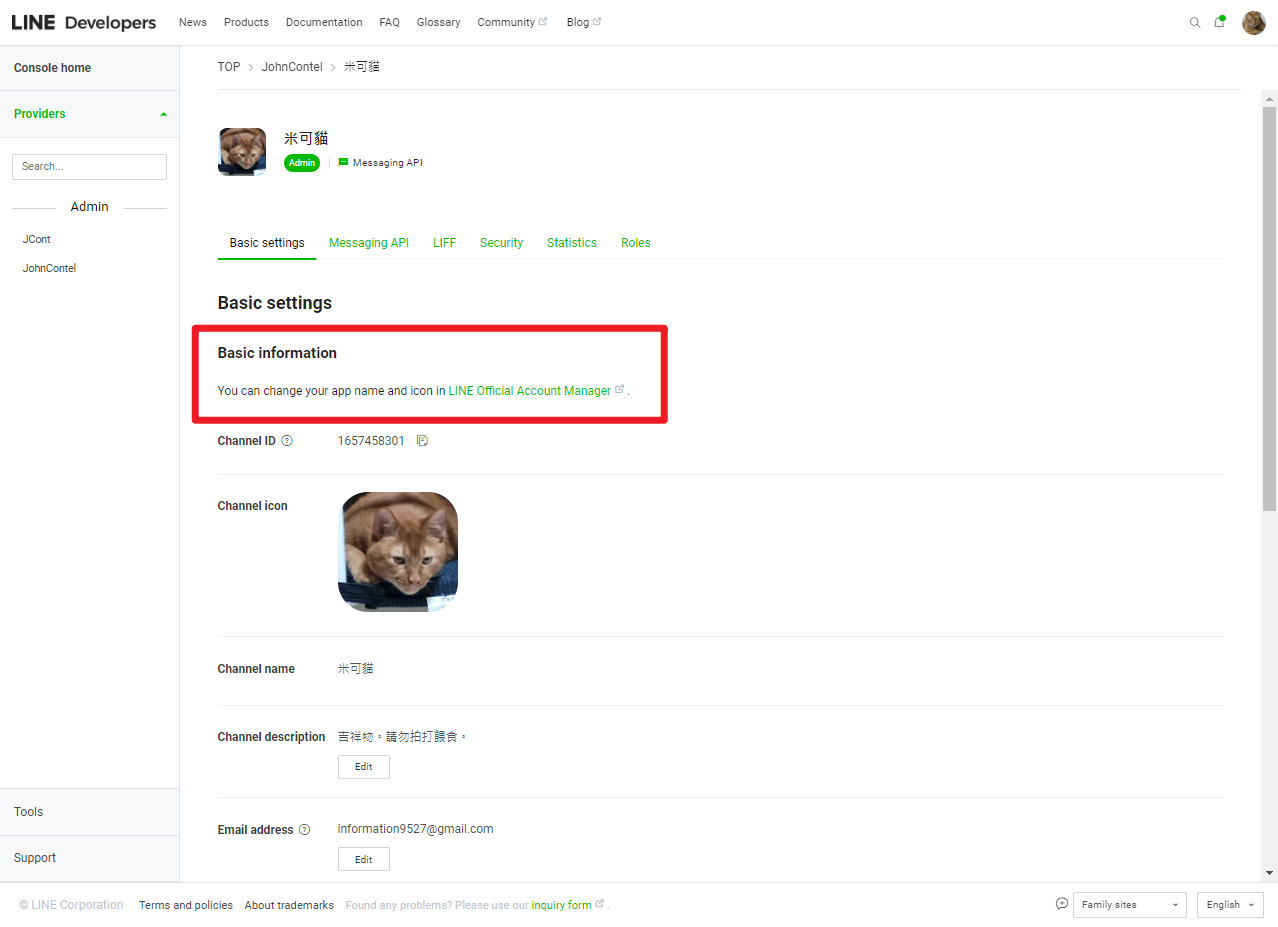 LINE Developers News Products Documentation FAQ Glossary Community Blog
Console home
Providers
Search...
Admin
JCont
JohnContel
Tools
Support
TOP > JohnContel > 米可貓
米可貓
Admin Messaging API
Basic settings Messaging API LIFF Security Statistics Roles
Basic settings
Basic information
You can change your app name and icon in LINE Official Account Manager .
Channel ID ? 1657458301
Channel icon
Channel name 米可貓
Channel description 吉祥物。請勿拍打餵食。
Edit
Email address ? information9527@gmail.com
Edit
© LINE Corporation Terms and policies About trademarks Found any problems? Please use our inquiry form . Family sites English